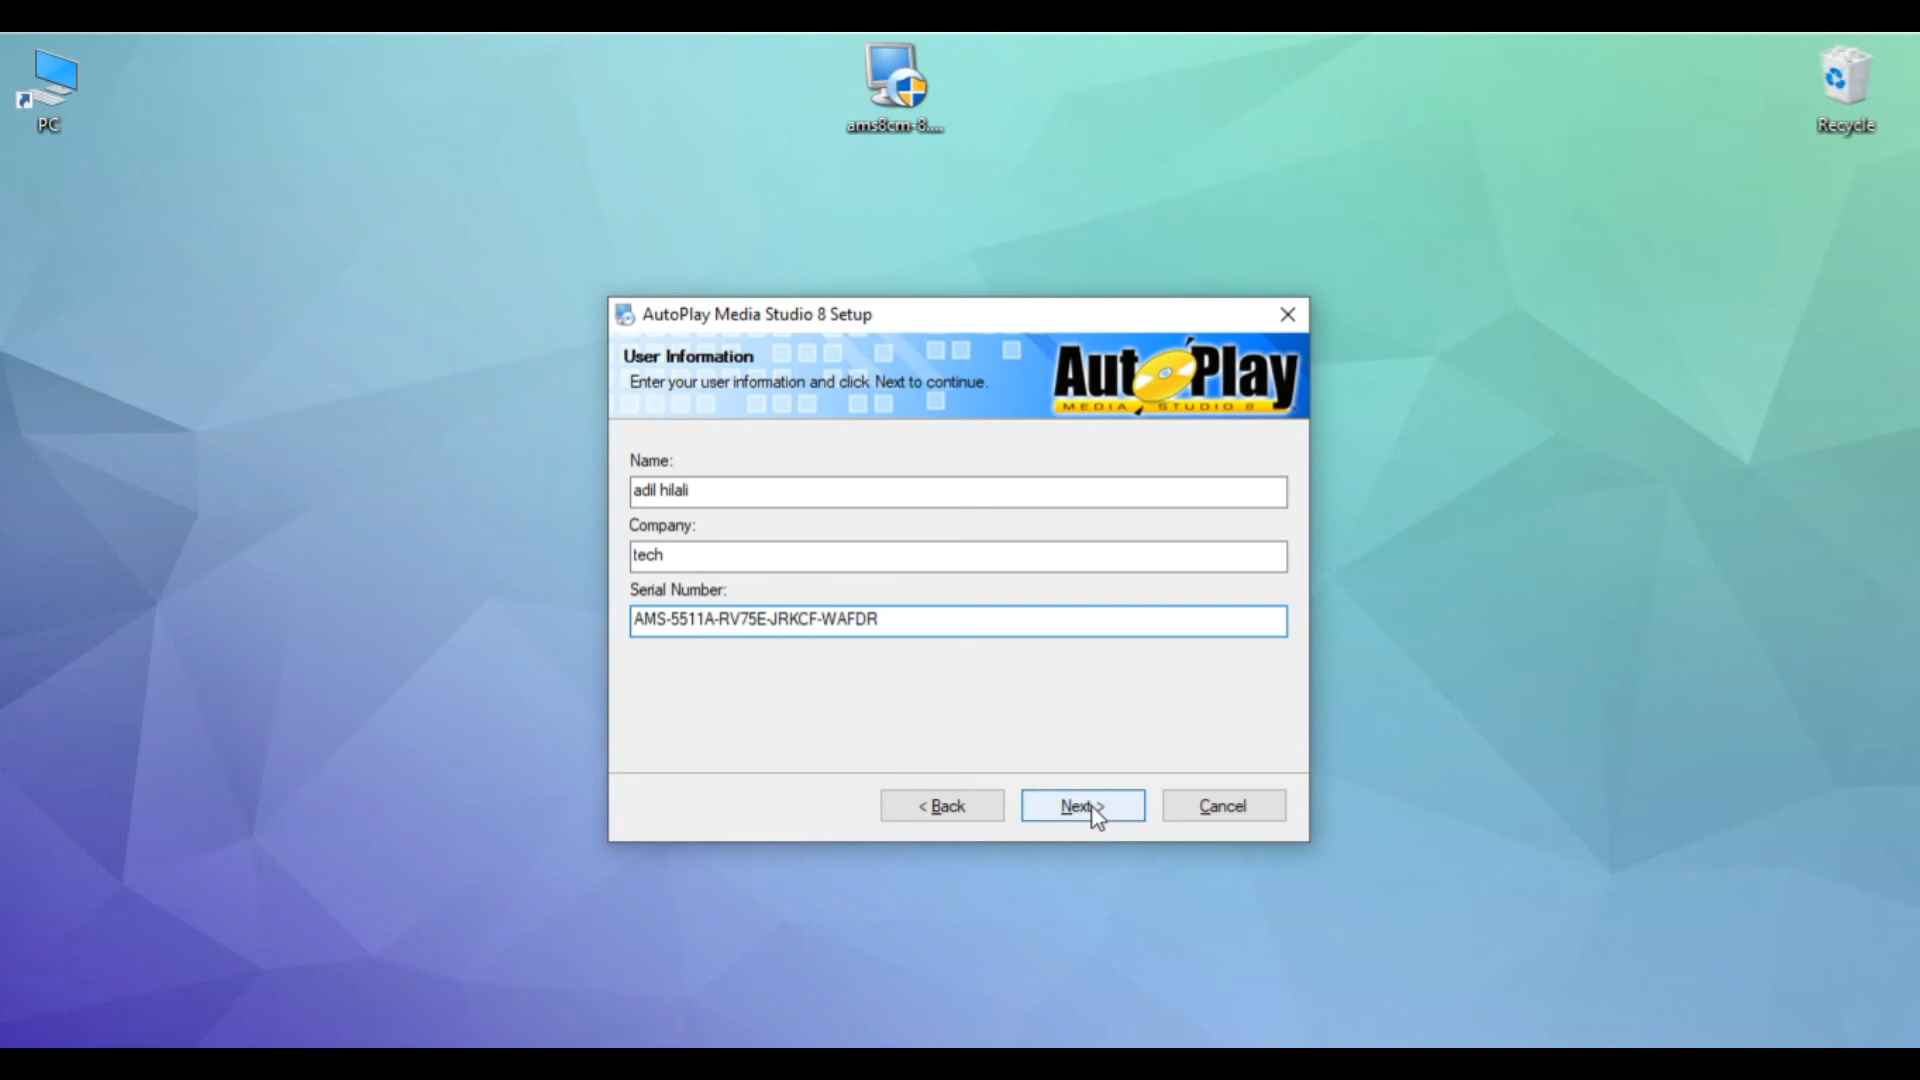 PC
ams8cm-8....
Recycle
AutoPlay Media Studio 8 Setup
User Information
Enter your user information and click Next to continue.
AutoPlay
MEDIA STUDIO 8
Name:
adil hilali
Company:
tech
Serial Number:
AMS-5511A-RV75E-JRKCF-WAFDR
< Back
Next >
Cancel